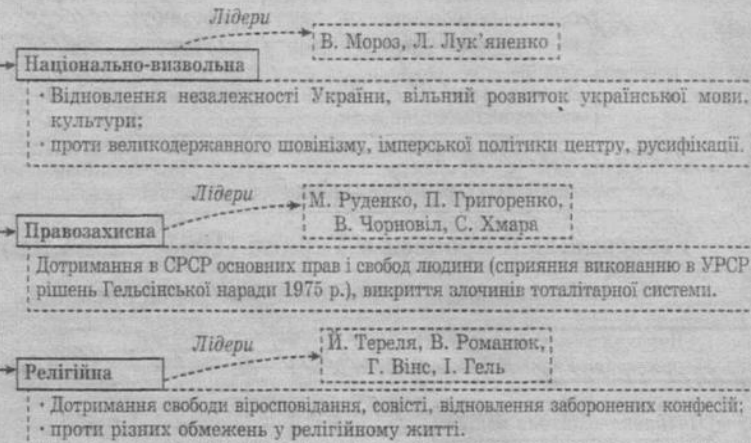 Лідери
В. Мороз, Л. Лук'яненко
Національно-визвольна
· Відновлення незалежності України, вільний розвиток української мови,
культури;
· проти великодержавного шовінізму, імперської політики центру, русифікації.
Лідери
М. Руденко, П. Григоренко,
В. Чорновіл, С. Хмара
Правозахисна
Дотримання в СРСР основних прав і свобод людини (сприяння виконанню в УРСР
рішень Гельсінської наради 1975 р.), викриття злочинів тоталітарної системи.
Лідери
Й. Тереля, В. Романюк,
Г. Вінс, І. Гель
Релігійна
· Дотримання свободи віросповідання, совісті, відновлення заборонених конфесій;
· проти різних обмежень у релігійному житті.